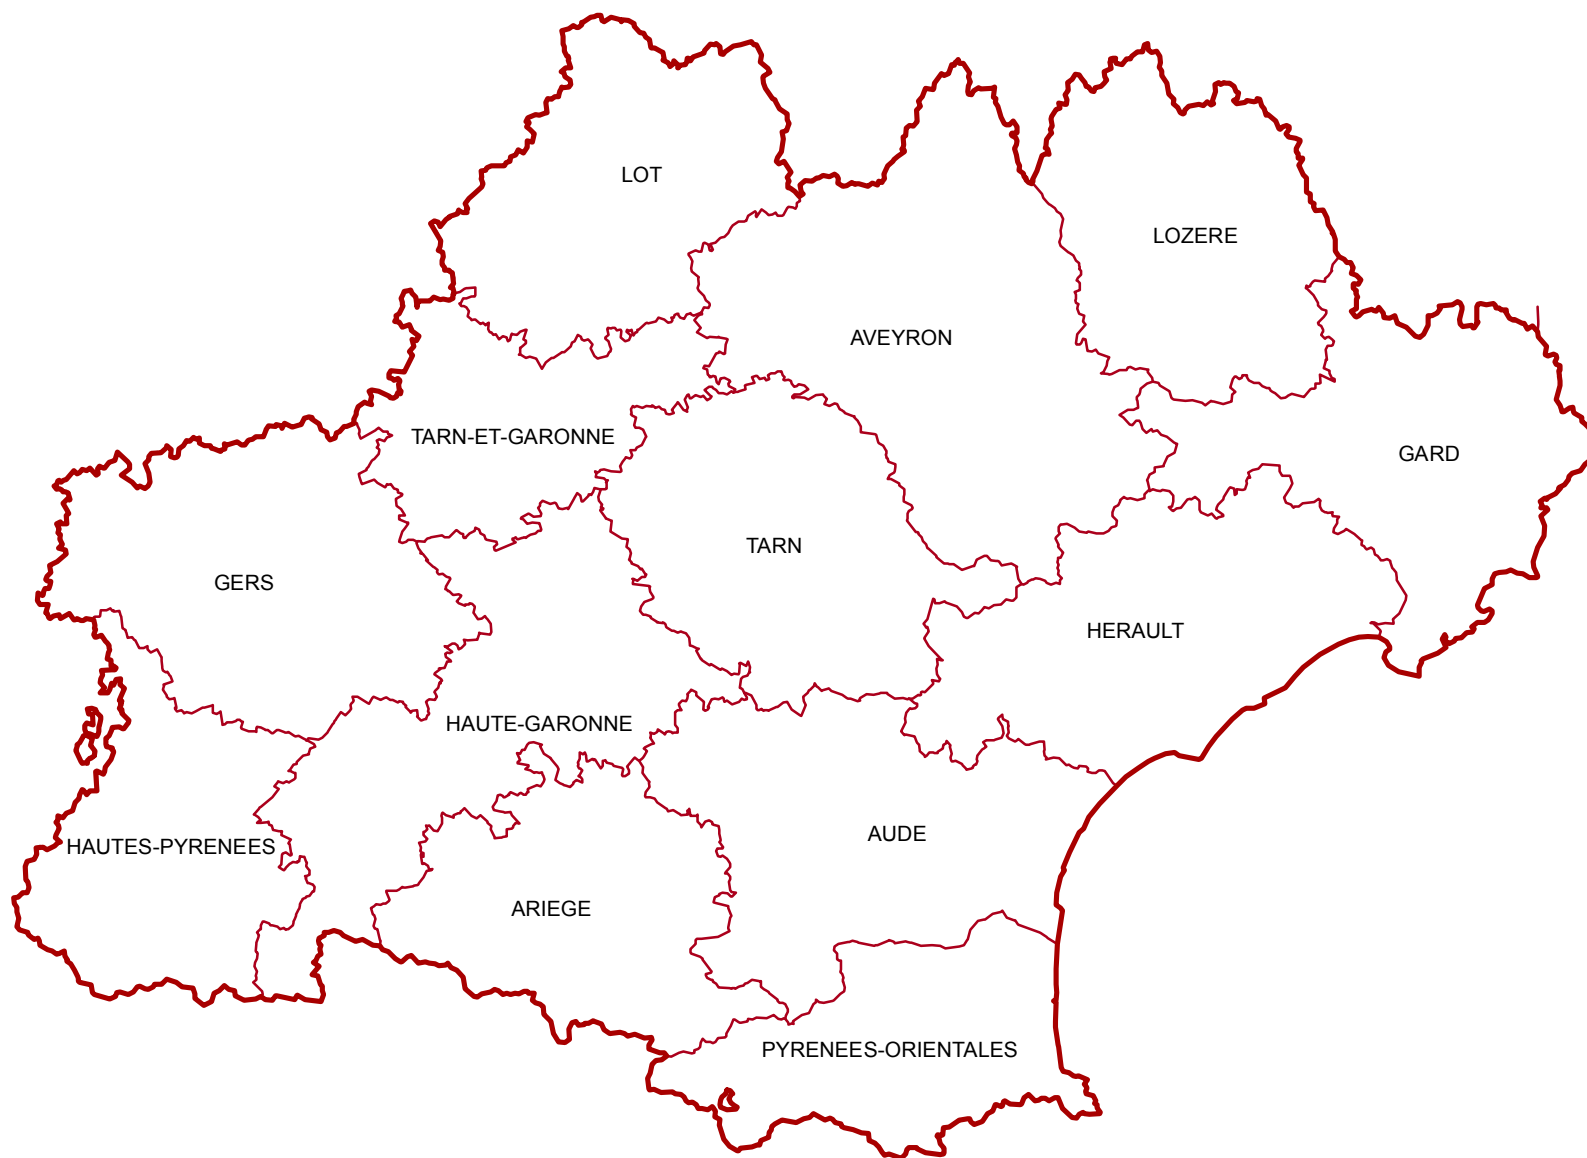 LOT
LOZERE
AVEYRON
TARN-ET-GARONNE
GARD
TARN
GERS
HERAULT
HAUTE-GARONNE
AUDE
HAUTES-PYRENEES
ARIEGE
PYRENEES-ORIENTALES